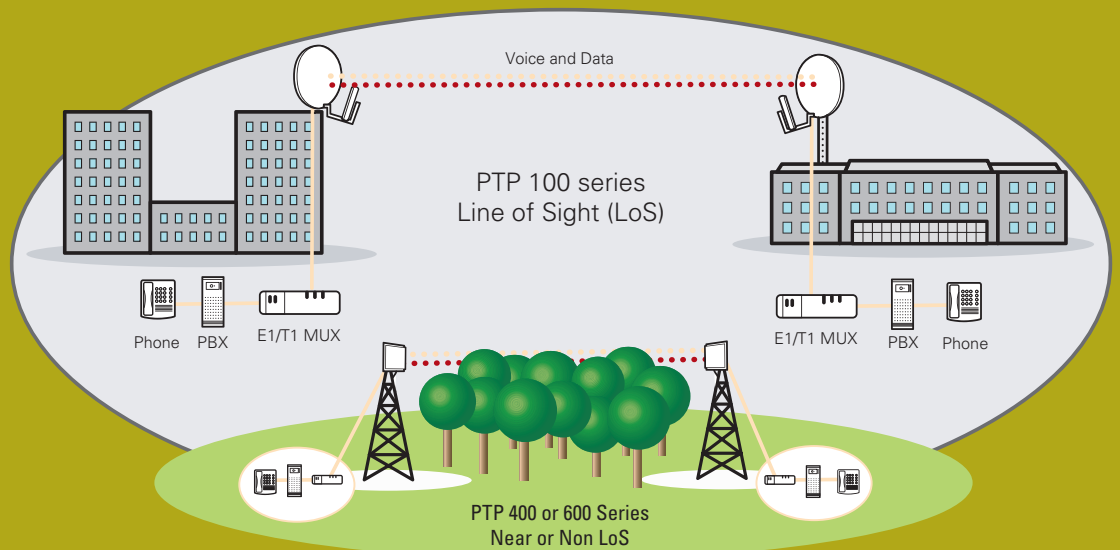 Voice and Data
PTP 100 series
Line of Sight (LoS)
Phone PBX E1/T1 MUX
E1/T1 MUX PBX Phone
PTP 400 or 600 Series
Near or Non LoS